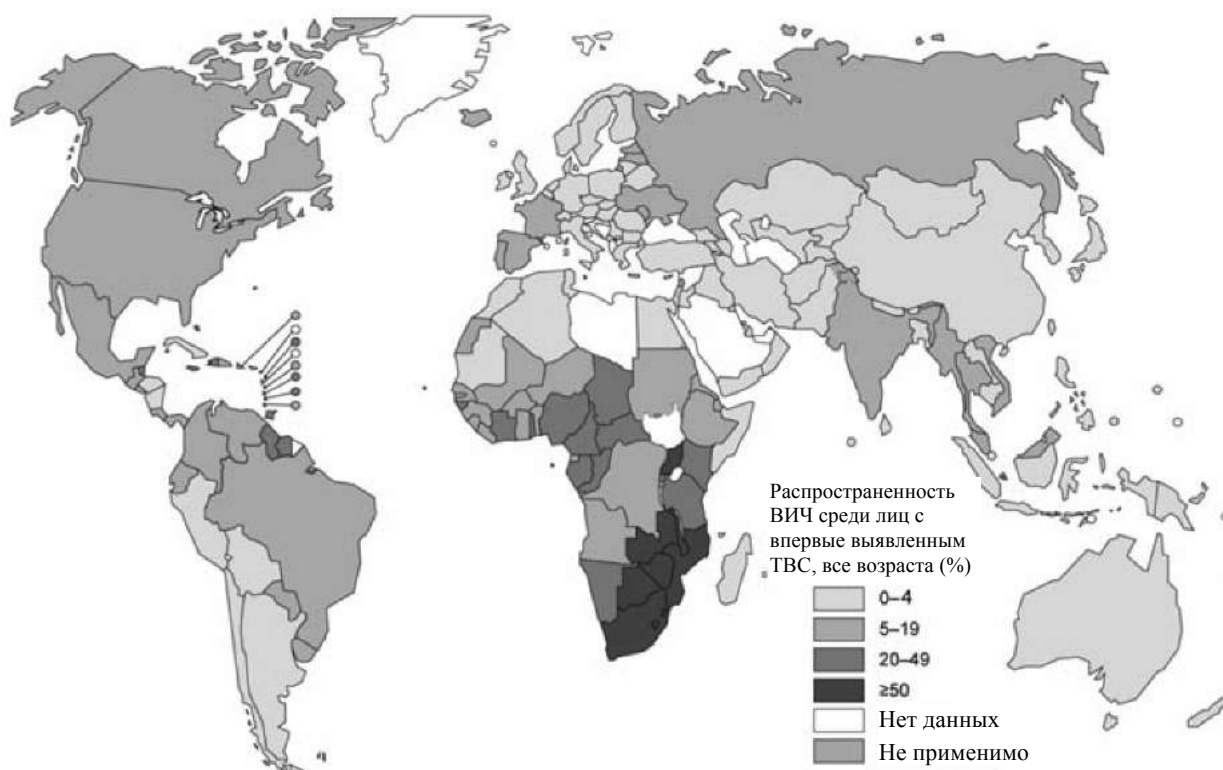 Распространенность
ВИЧ среди лиц с
впервые выявленным
ТВС, все возраста (%)
0–4
5–19
20–49
≥50
Нет данных
Не применимо